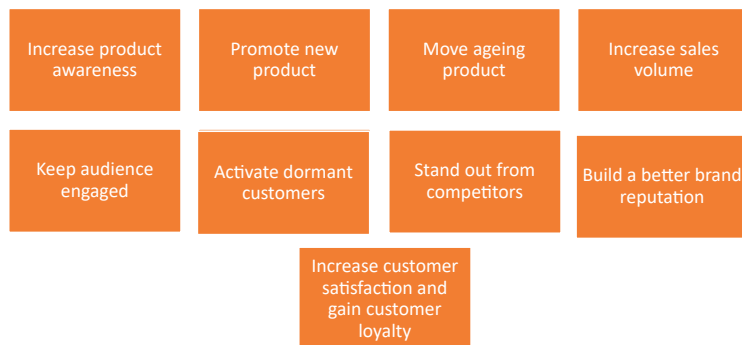 Increase product
awareness
Promote new
product
Move ageing
product
Increase sales
volume
Keep audience
engaged
Activate dormant
customers
Stand out from
competitors
Build a better brand
reputation
Increase customer
satisfaction and
gain customer
loyalty